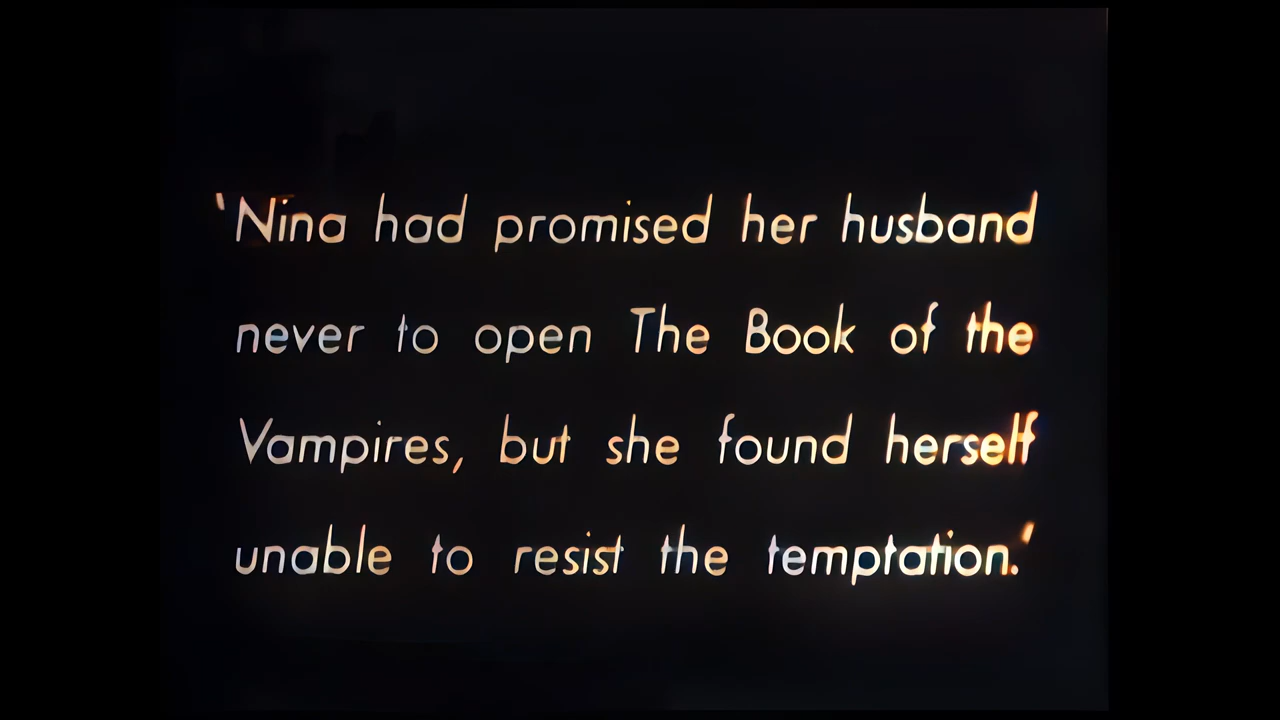 'Nina had promised her husband
never to open The Book of the
Vampires, but she found herself
unable to resist the temptation.'